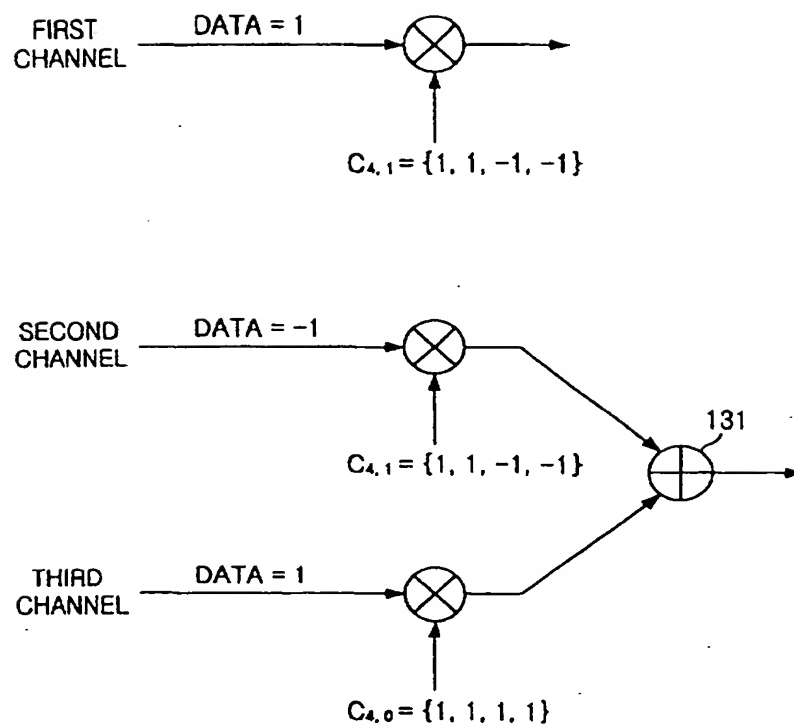 FIRST
CHANNEL
DATA = 1
C4, 1 = {1, 1, -1, -1}
SECOND
CHANNEL
DATA = -1
C4, 1 = {1, 1, -1, -1}
131
THIRD
CHANNEL
DATA = 1
C4, 0 = {1, 1, 1, 1}